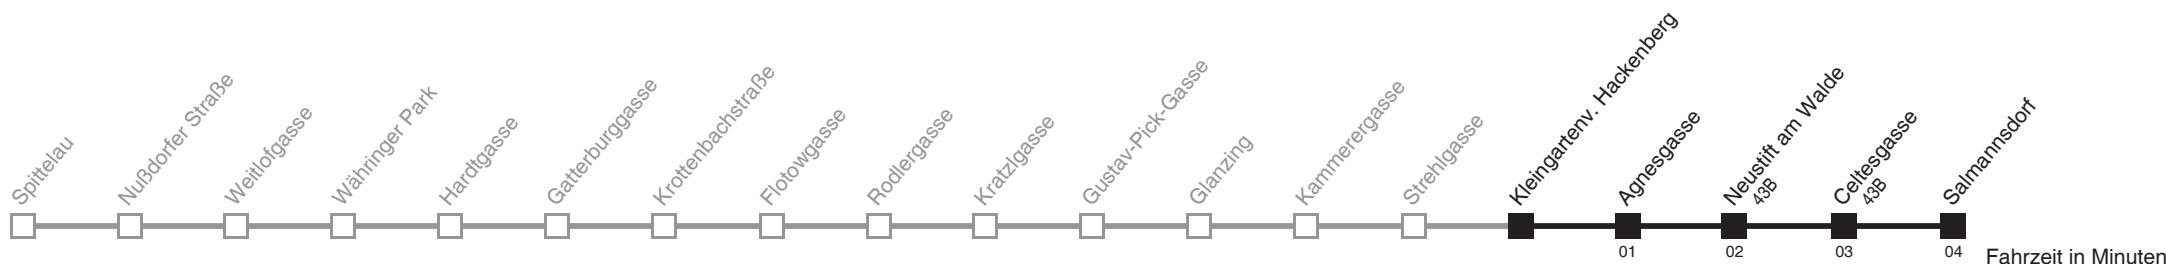 Spittelau
Nußdorfer Straße
Weitlofgasse
Währinger Park
Hardtgasse
Gatterburggasse
Krottenbachstraße
Flotowgasse
Rodlergasse
Kratzlgasse
Gustav-Pick-Gasse
Glanzing
Kammerergasse
Strehlgasse
Kleingartenv. Hackenberg
Agnesgasse
Neustift am Walde
43B
Celtesgasse
43B
Salmannsdorf
01
02
03
04
Fahrzeit in Minuten